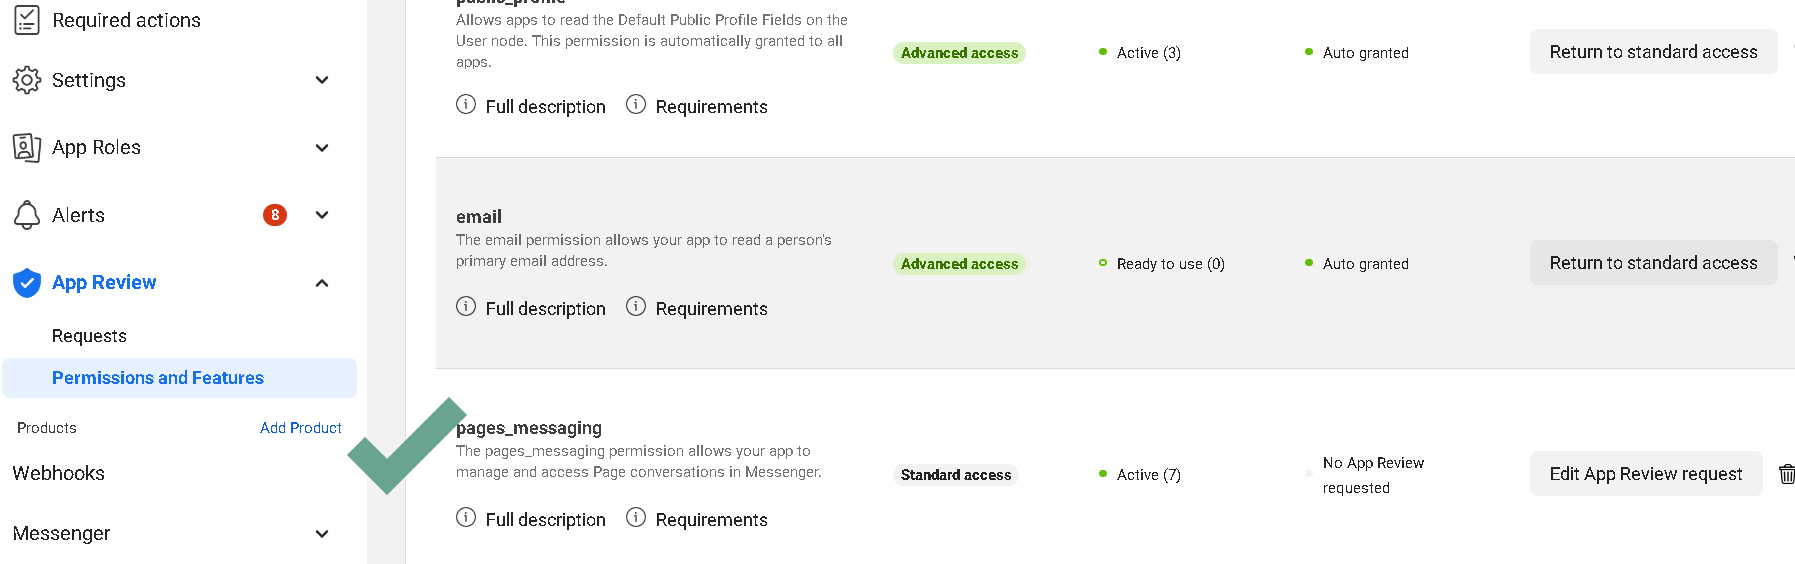 Required actions
Settings
App Roles
Alerts
8
App Review
Requests
Permissions and Features
Products
Add Product
Webhooks
Messenger
public_profile
Allows apps to read the Default Public Profile Fields on the
User node. This permission is automatically granted to all
apps.
Advanced access
Active (3)
Auto granted
Return to standard access
Full description
Requirements
email
The email permission allows your app to read a person's
primary email address.
Advanced access
Ready to use (0)
Auto granted
Return to standard access
Full description
Requirements
pages_messaging
The pages_messaging permission allows your app to
manage and access Page conversations in Messenger.
Standard access
Active (7)
No App Review
requested
Edit App Review request
Full description
Requirements